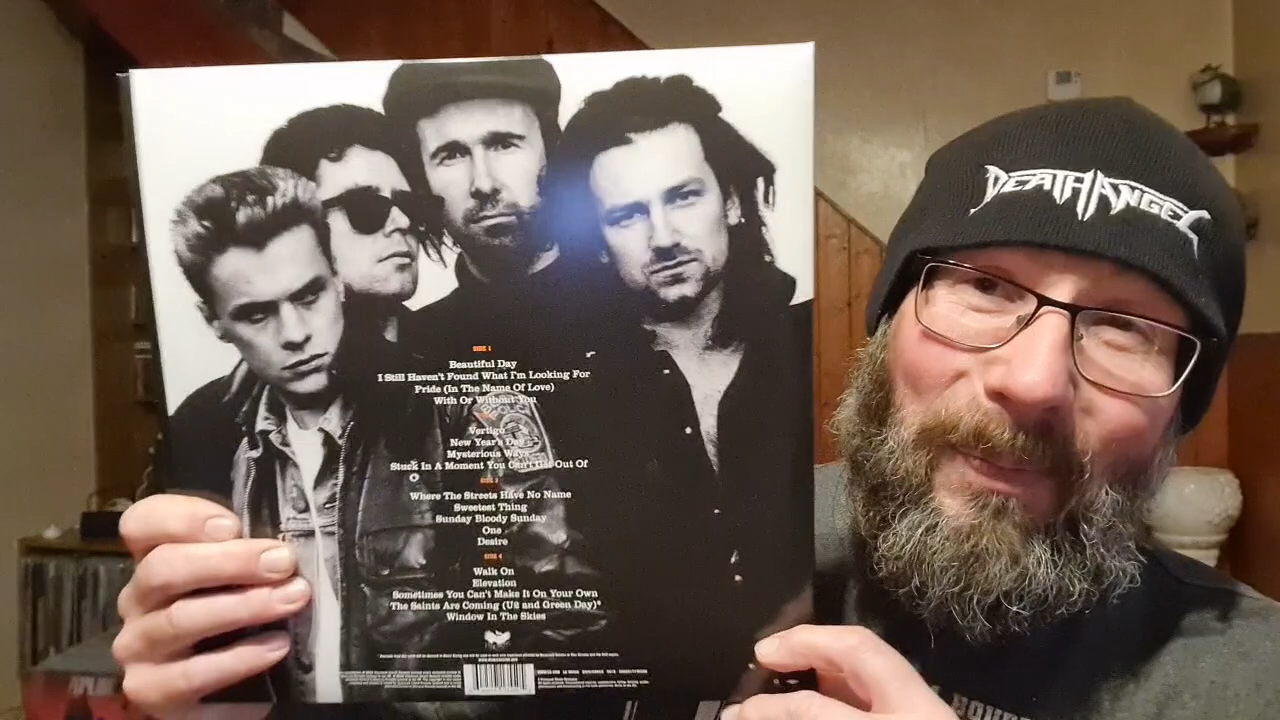 DEATH ANGEL
SIDE 1
Beautiful Day
I Still Haven't Found What I'm Looking For
Pride (In The Name Of Love)
With Or Without You
Vertigo
New Year's Day
Mysterious Ways
Stuck In A Moment You Can't Get Out Of
SIDE 3
Where The Streets Have No Name
Sweetest Thing
Sunday Bloody Sunday
One
Desire
SIDE 4
Walk On
Elevation
Sometimes You Can't Make It On Your Own
The Saints Are Coming (U2 and Green Day)*
Window In The Skies